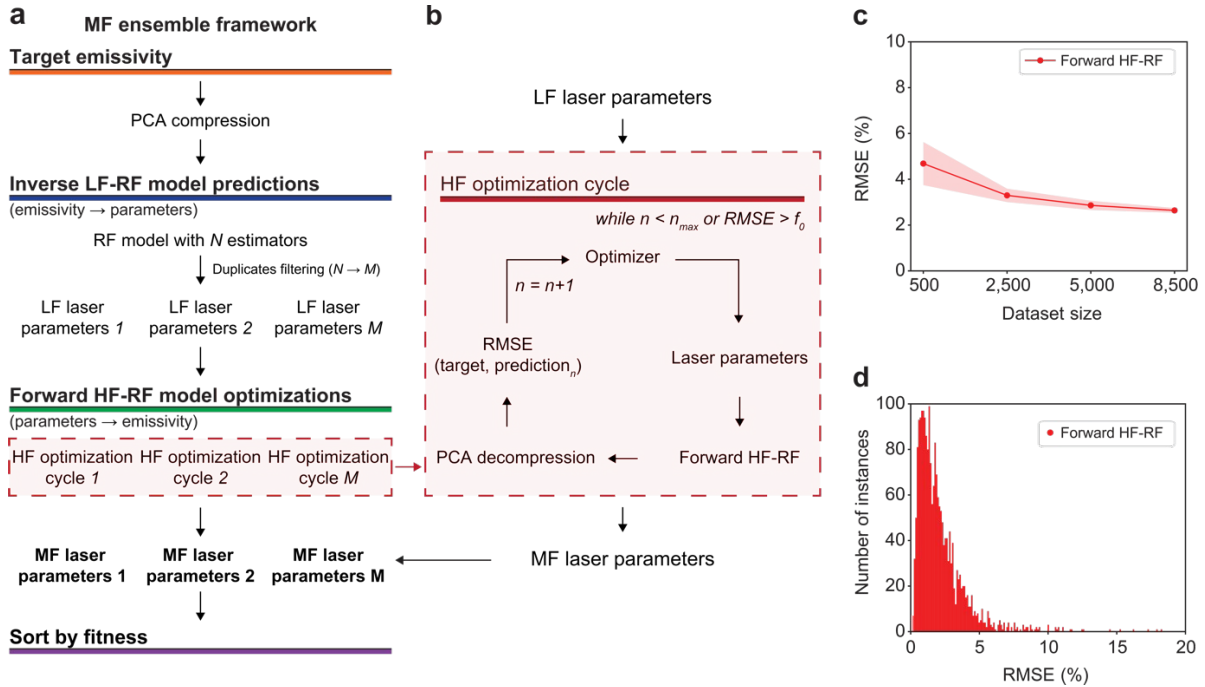 a
MF ensemble framework
Target emissivity
PCA compression
Inverse LF-RF model predictions
(emissivity → parameters)
RF model with N estimators
Duplicates filtering (N → M)
LF laser parameters 1
LF laser parameters 2
LF laser parameters M
Forward HF-RF model optimizations
(parameters → emissivity)
HF optimization cycle 1
HF optimization cycle 2
HF optimization cycle M
MF laser parameters 1
MF laser parameters 2
MF laser parameters M
Sort by fitness
b
LF laser parameters
HF optimization cycle
while n < n_max or RMSE > f_0
Optimizer
n = n+1
RMSE
(target, prediction_n)
Laser parameters
PCA decompression
Forward HF-RF
MF laser parameters
c
10
8
6
4
2
0
RMSE (%)
Forward HF-RF
500
2,500
5,000
8,500
Dataset size
d
100
80
60
40
20
0
Number of instances
Forward HF-RF
0
5
10
15
20
RMSE (%)